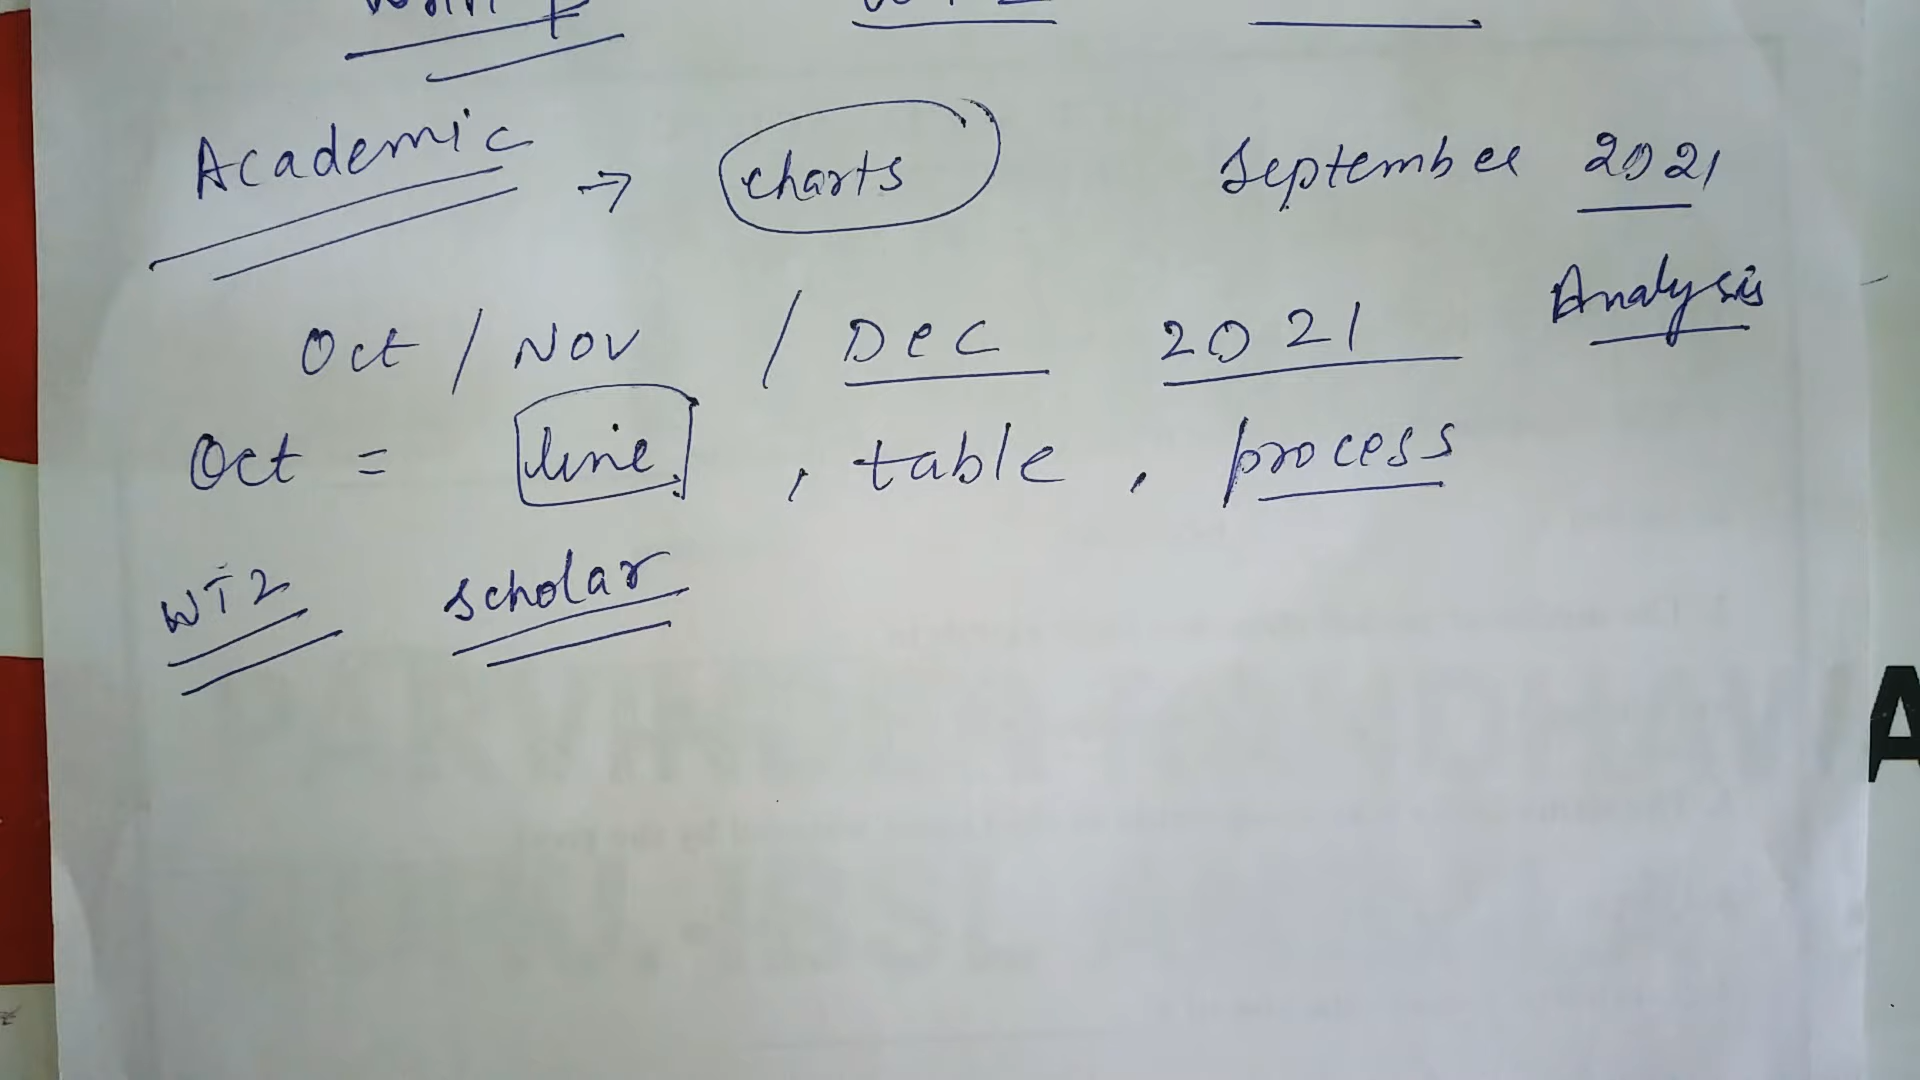 Academic → charts September 2021
Analysis
Oct / Nov / Dec 2021
Oct = line , table , process
WT2 scholar
A